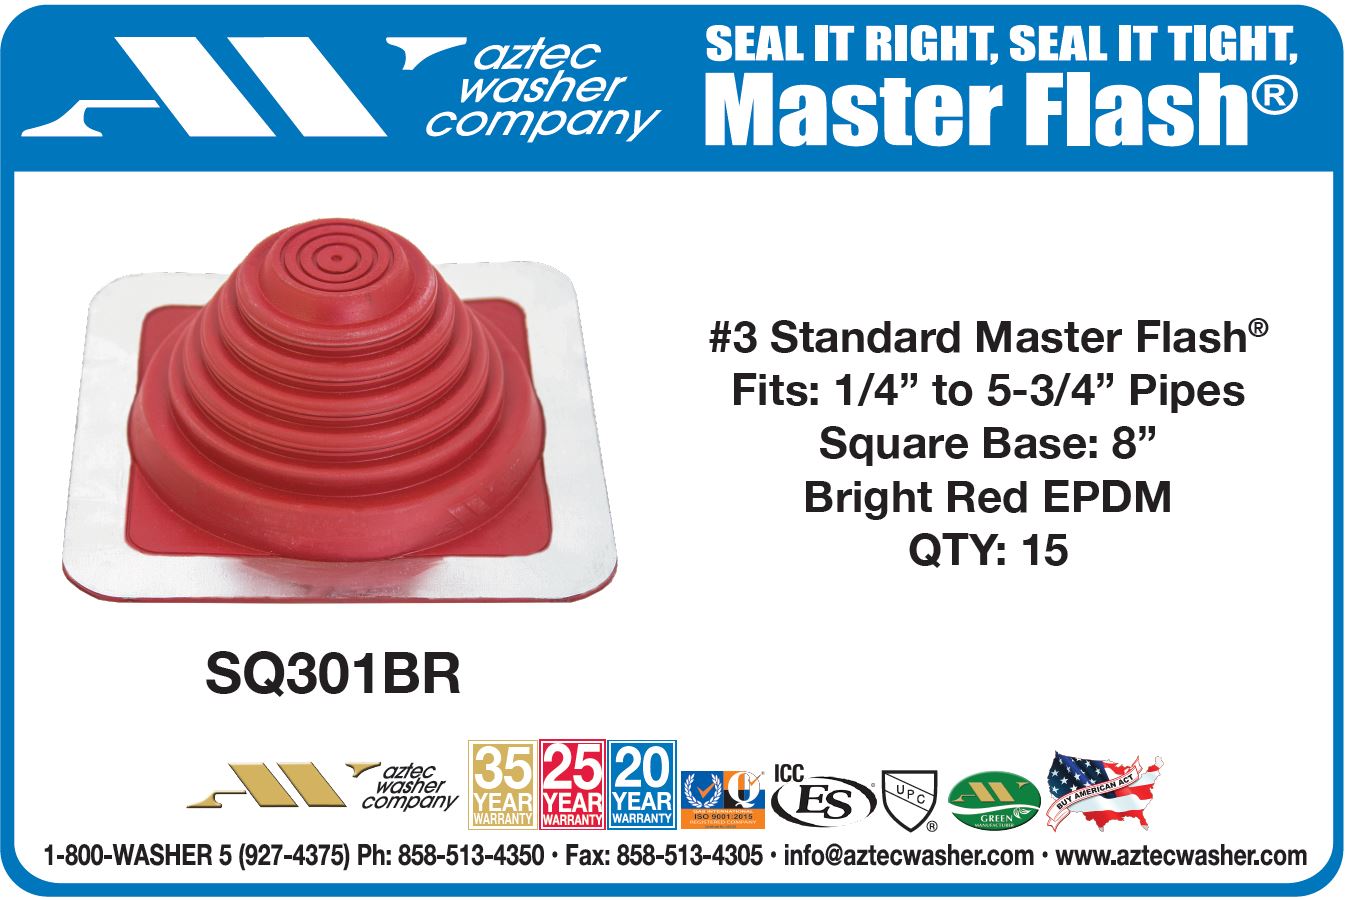 aztec
washer
company
SEAL IT RIGHT, SEAL IT TIGHT,
Master Flash®
#3 Standard Master Flash®
Fits: 1/4” to 5-3/4” Pipes
Square Base: 8”
Bright Red EPDM
QTY: 15
SQ301BR
aztec
washer
company
35
YEAR
WARRANTY
25
YEAR
WARRANTY
20
YEAR
WARRANTY
Q
ISO 9001:2015
REGISTERED COMPANY
ICC
ES
®
UPC
®
GREEN
MANUFACTURER
BUY AMERICAN ACT
1-800-WASHER 5 (927-4375) Ph: 858-513-4350 • Fax: 858-513-4305 • info@aztecwasher.com • www.aztecwasher.com